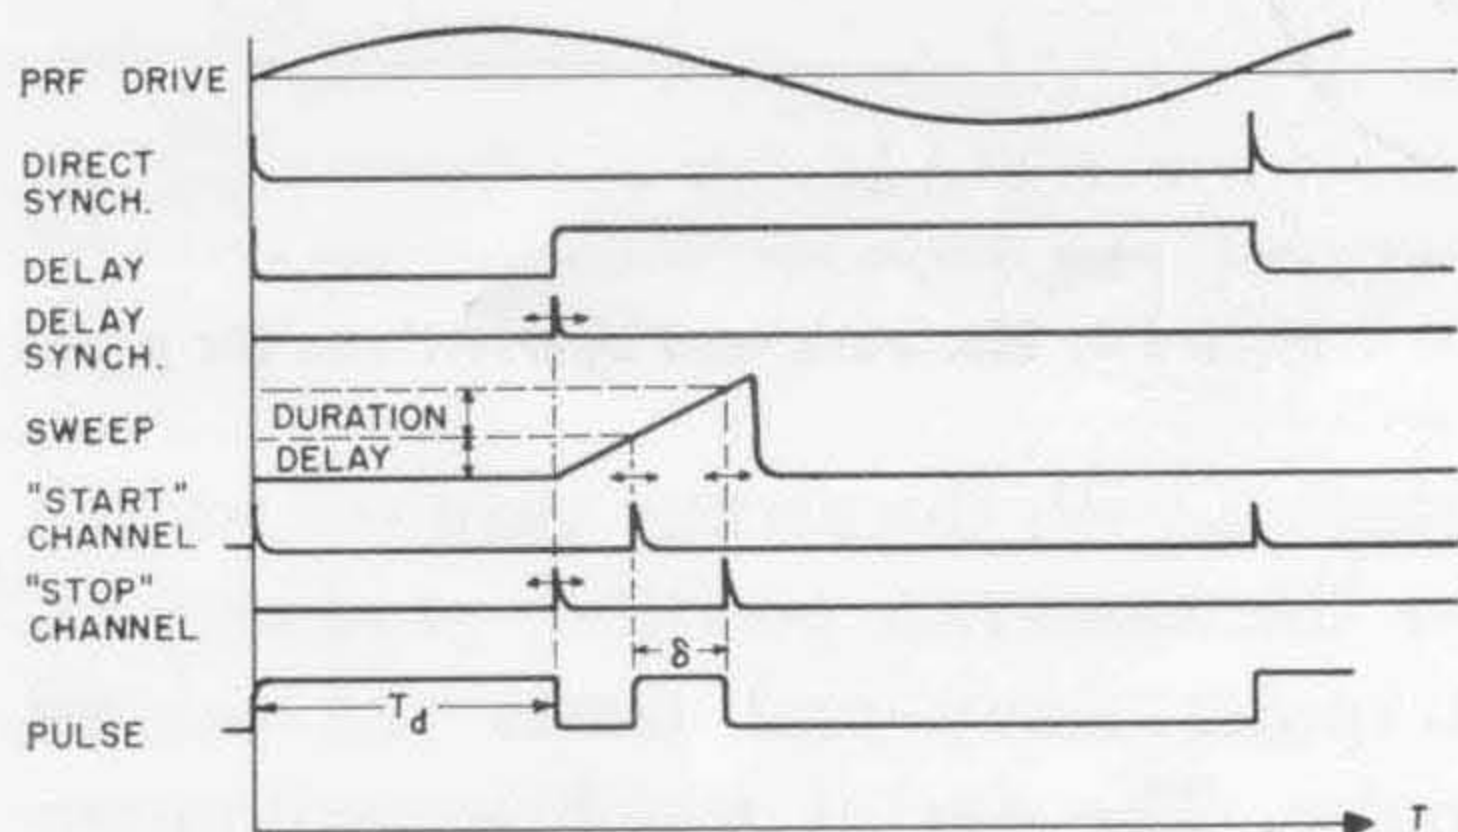 PRF DRIVE
DIRECT
SYNCH.
DELAY
DELAY
SYNCH.
SWEEP
DURATION
DELAY
"START"
CHANNEL
"STOP"
CHANNEL
δ
PULSE
Td
T